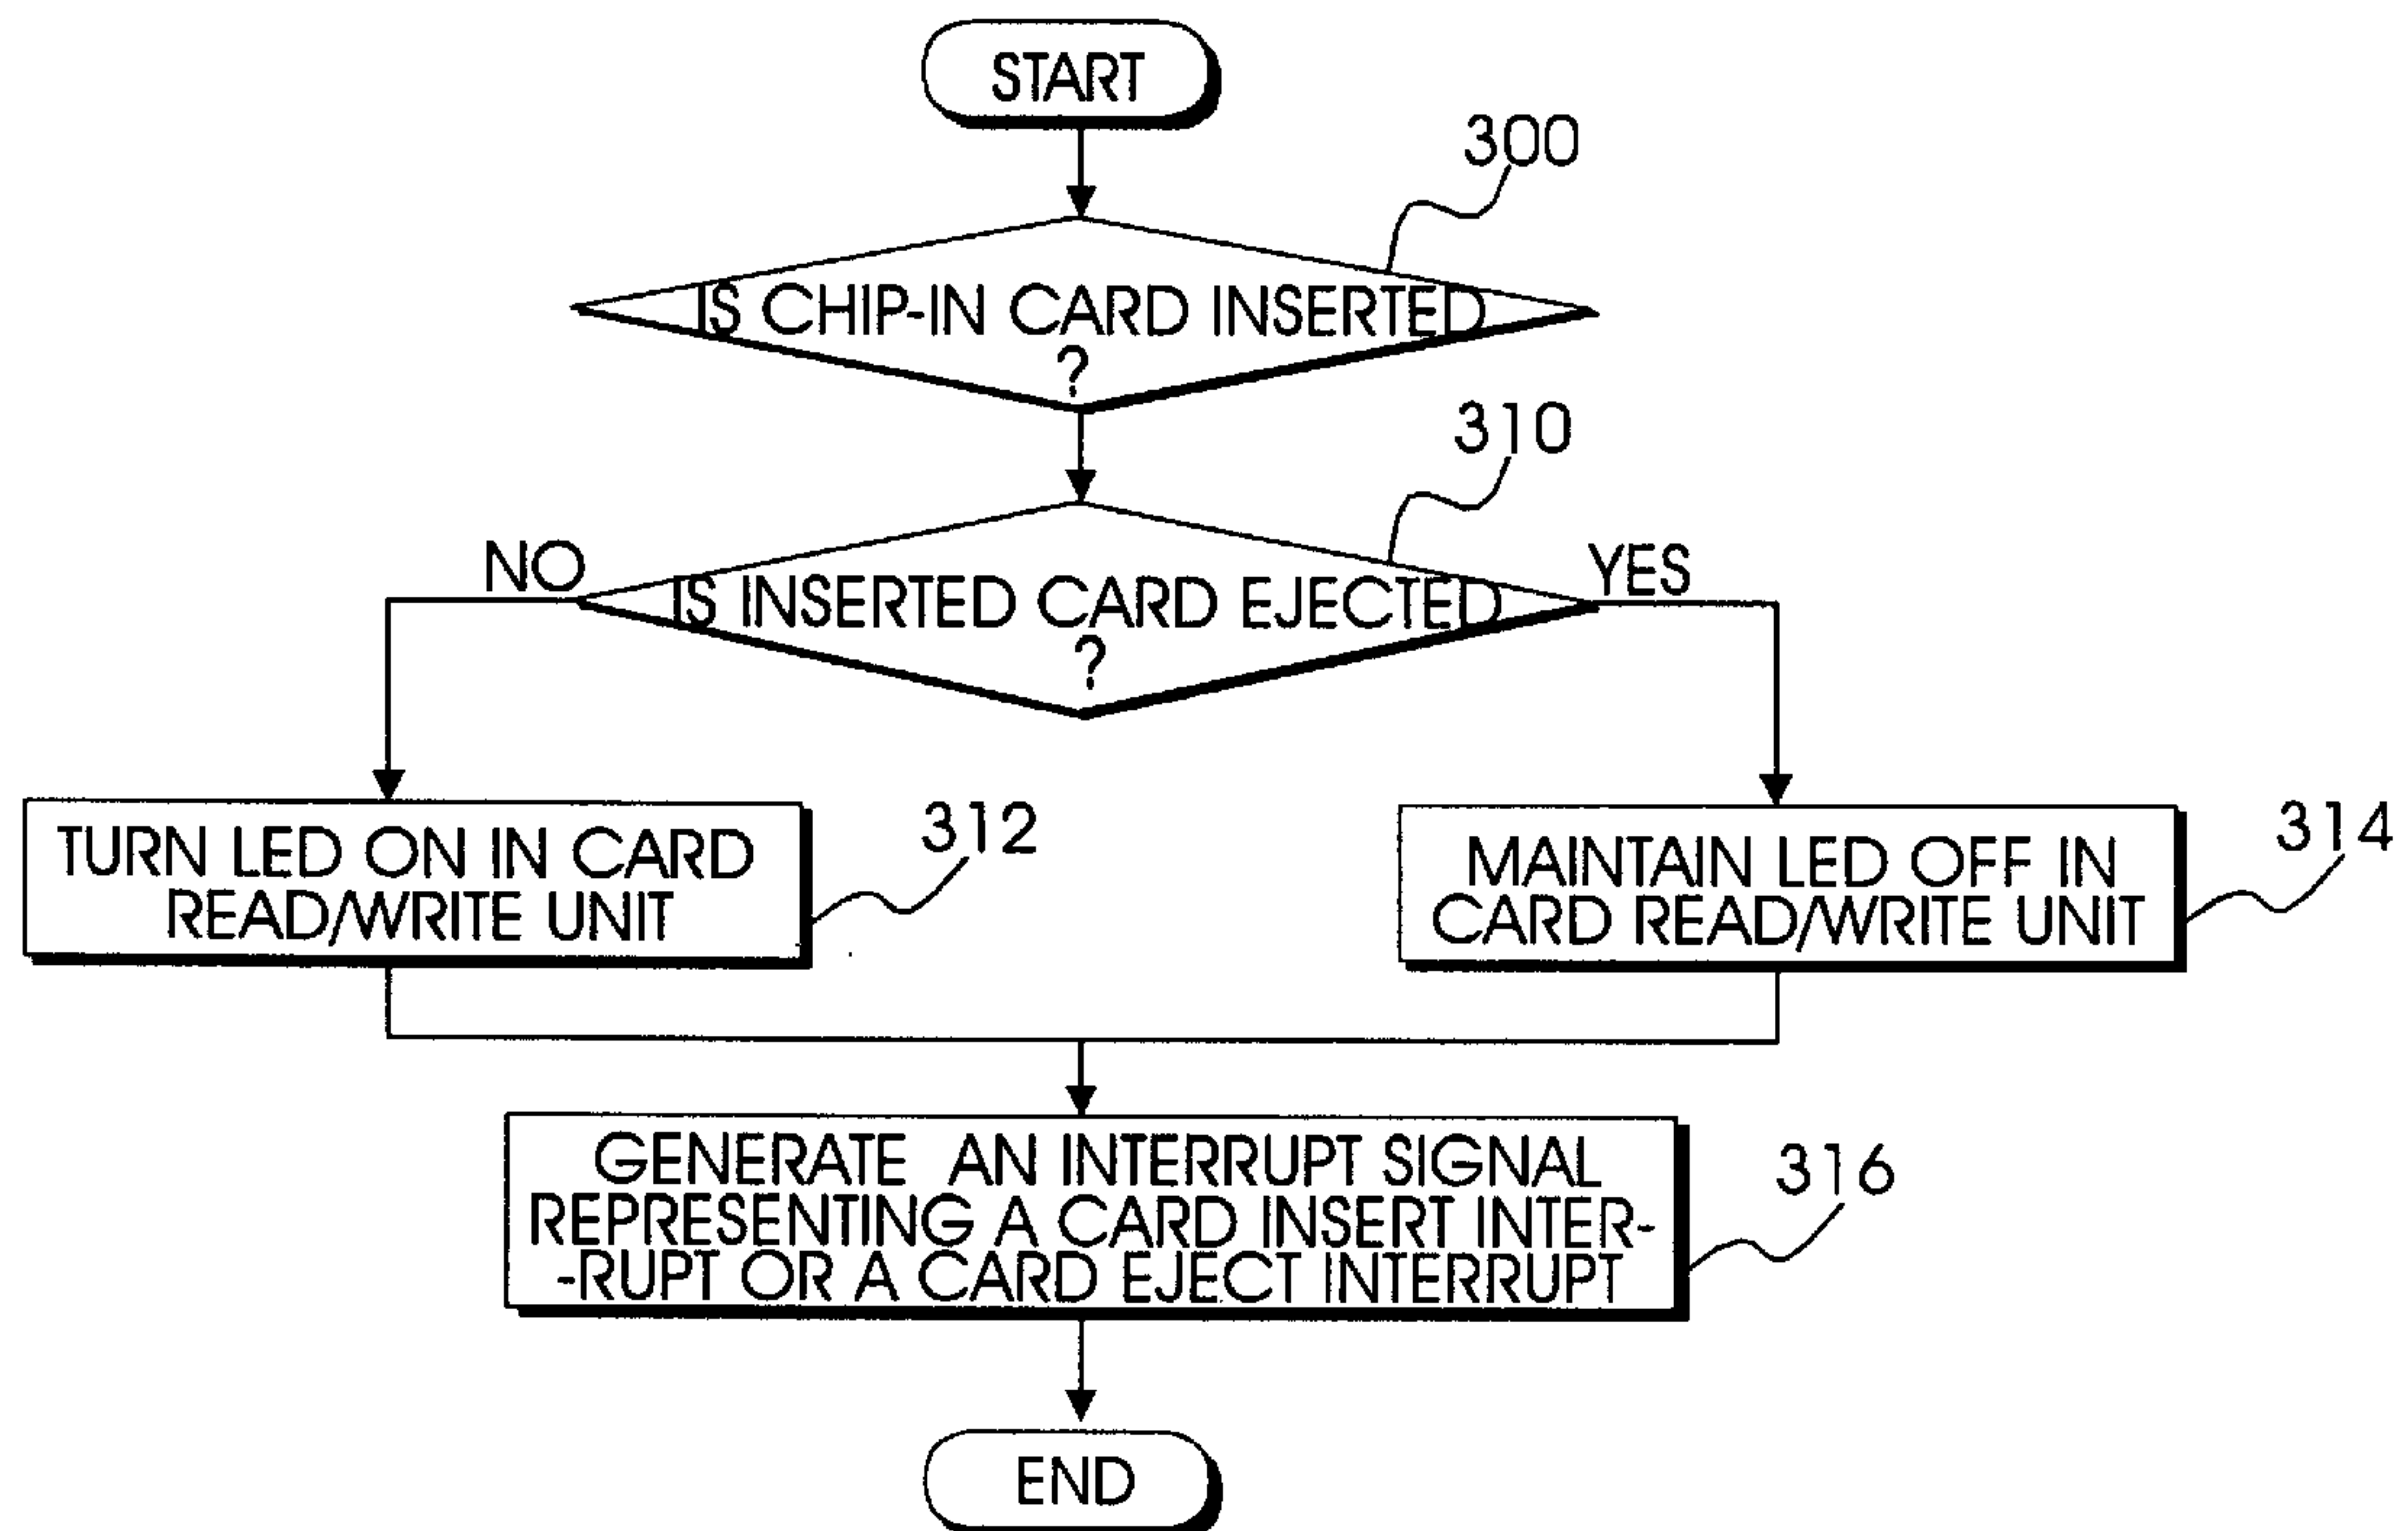 START
300
IS CHIP-IN CARD INSERTED
?
310
NO
YES
IS INSERTED CARD EJECTED
?
TURN LED ON IN CARD
READ/WRITE UNIT
312
MAINTAIN LED OFF IN
CARD READ/WRITE UNIT
314
GENERATE AN INTERRUPT SIGNAL
REPRESENTING A CARD INSERT INTER-
-RUPT OR A CARD EJECT INTERRUPT
316
END